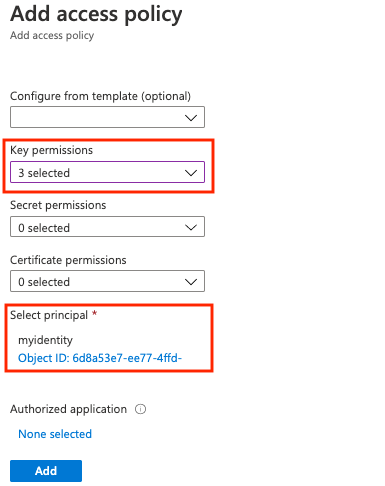 Add access policy
Add access policy
Configure from template (optional)
Key permissions
3 selected
Secret permissions
0 selected
Certificate permissions
0 selected
Select principal *
myidentity
Object ID: 6d8a53e7-ee77-4ffd-
Authorized application
None selected
Add